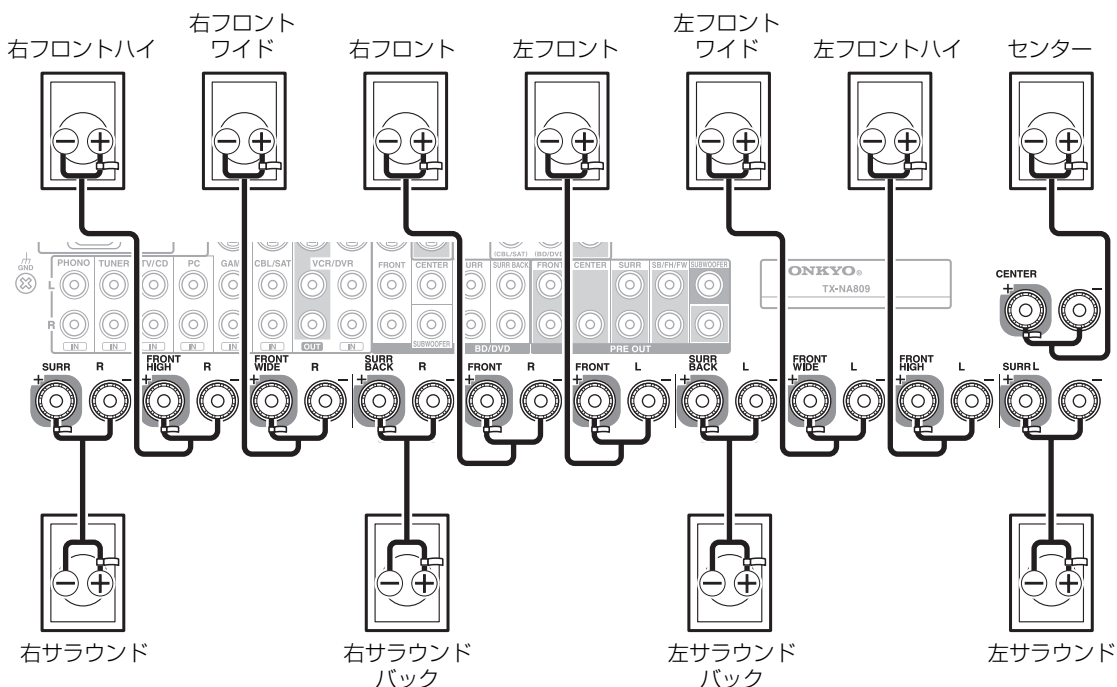 右フロントハイ
右フロント
ワイド
右フロント
左フロント
左フロント
ワイド
左フロントハイ
センター
(CBL/SAT) (BD/DVD)
GND
PHONO TUNER TV/CD PC CBL/SAT VCR/DVR FRONT CENTER SURR BACK FRONT CENTER SURR SB/FH/FW SUBWOOFER
L
R
IN IN IN IN IN IN OUT IN
SUBWOOFER
BD/DVD PRE OUT
ONKYO
TX-NA809
CENTER
+ −
SURR R
+ −
FRONT HIGH R
+ −
FRONT WIDE R
+ −
SURR BACK R
+ −
FRONT R
+ −
FRONT L
+ −
SURR BACK L
+ −
FRONT WIDE L
+ −
FRONT HIGH L
+ −
SURR L
+ −
右サラウンド
右サラウンド
バック
左サラウンド
バック
左サラウンド